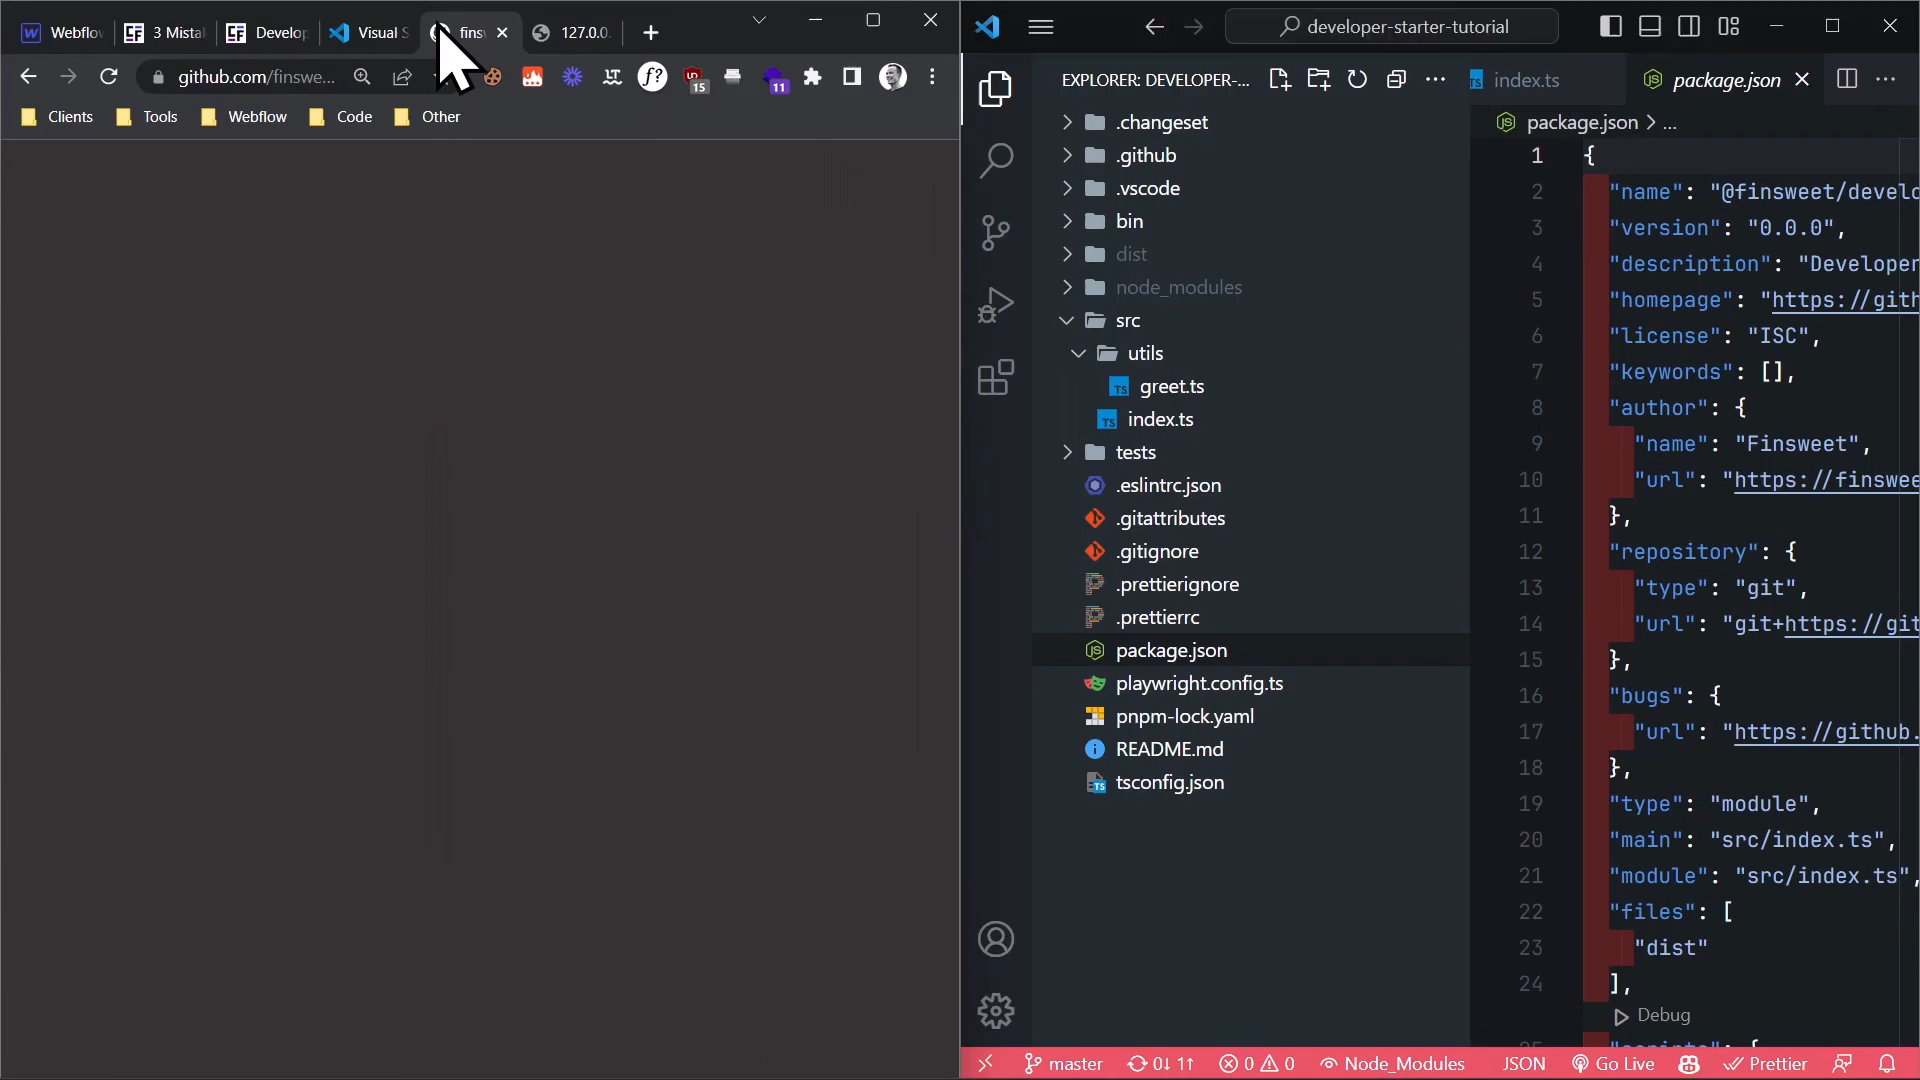 Webflow
3 Mista
Develop
Visual S
fins
127.0.0.
github.com/finswe...
15
11
Clients
Tools
Webflow
Code
Other
developer-starter-tutorial
EXPLORER: DEVELOPER-...
index.ts
package.json
package.json > ...
.changeset
.github
.vscode
bin
dist
node_modules
src
utils
greet.ts
index.ts
tests
.eslintrc.json
.gitattributes
.gitignore
.prettierignore
.prettierrc
package.json
playwright.config.ts
pnpm-lock.yaml
README.md
tsconfig.json
1 {
2 "name": "@finsweet/develo
3 "version": "0.0.0",
4 "description": "Developer
5 "homepage": "https://gith
6 "license": "ISC",
7 "keywords": [],
8 "author": {
9 "name": "Finsweet",
10 "url": "https://finswee
11 },
12 "repository": {
13 "type": "git",
14 "url": "git+https://git
15 },
16 "bugs": {
17 "url": "https://github.
18 },
19 "type": "module",
20 "main": "src/index.ts",
21 "module": "src/index.ts",
22 "files": [
23 "dist"
24 ],
Debug
25 "scripts": {
master
0↓ 1↑
0 0
Node_Modules
JSON
Go Live
Prettier